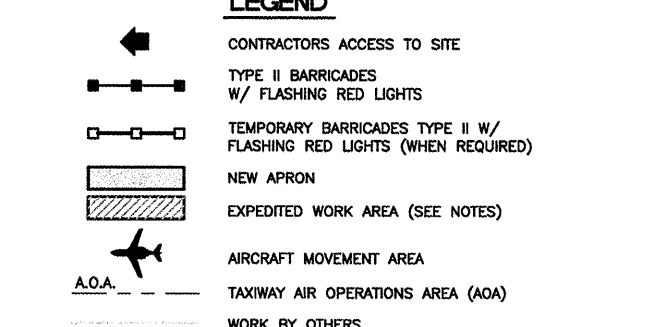 LEGEND
CONTRACTORS ACCESS TO SITE
TYPE II BARRICADES
W/ FLASHING RED LIGHTS
TEMPORARY BARRICADES TYPE II W/
FLASHING RED LIGHTS (WHEN REQUIRED)
NEW APRON
EXPEDITED WORK AREA (SEE NOTES)
AIRCRAFT MOVEMENT AREA
A.O.A.
TAXIWAY AIR OPERATIONS AREA (AOA)
WORK BY OTHERS